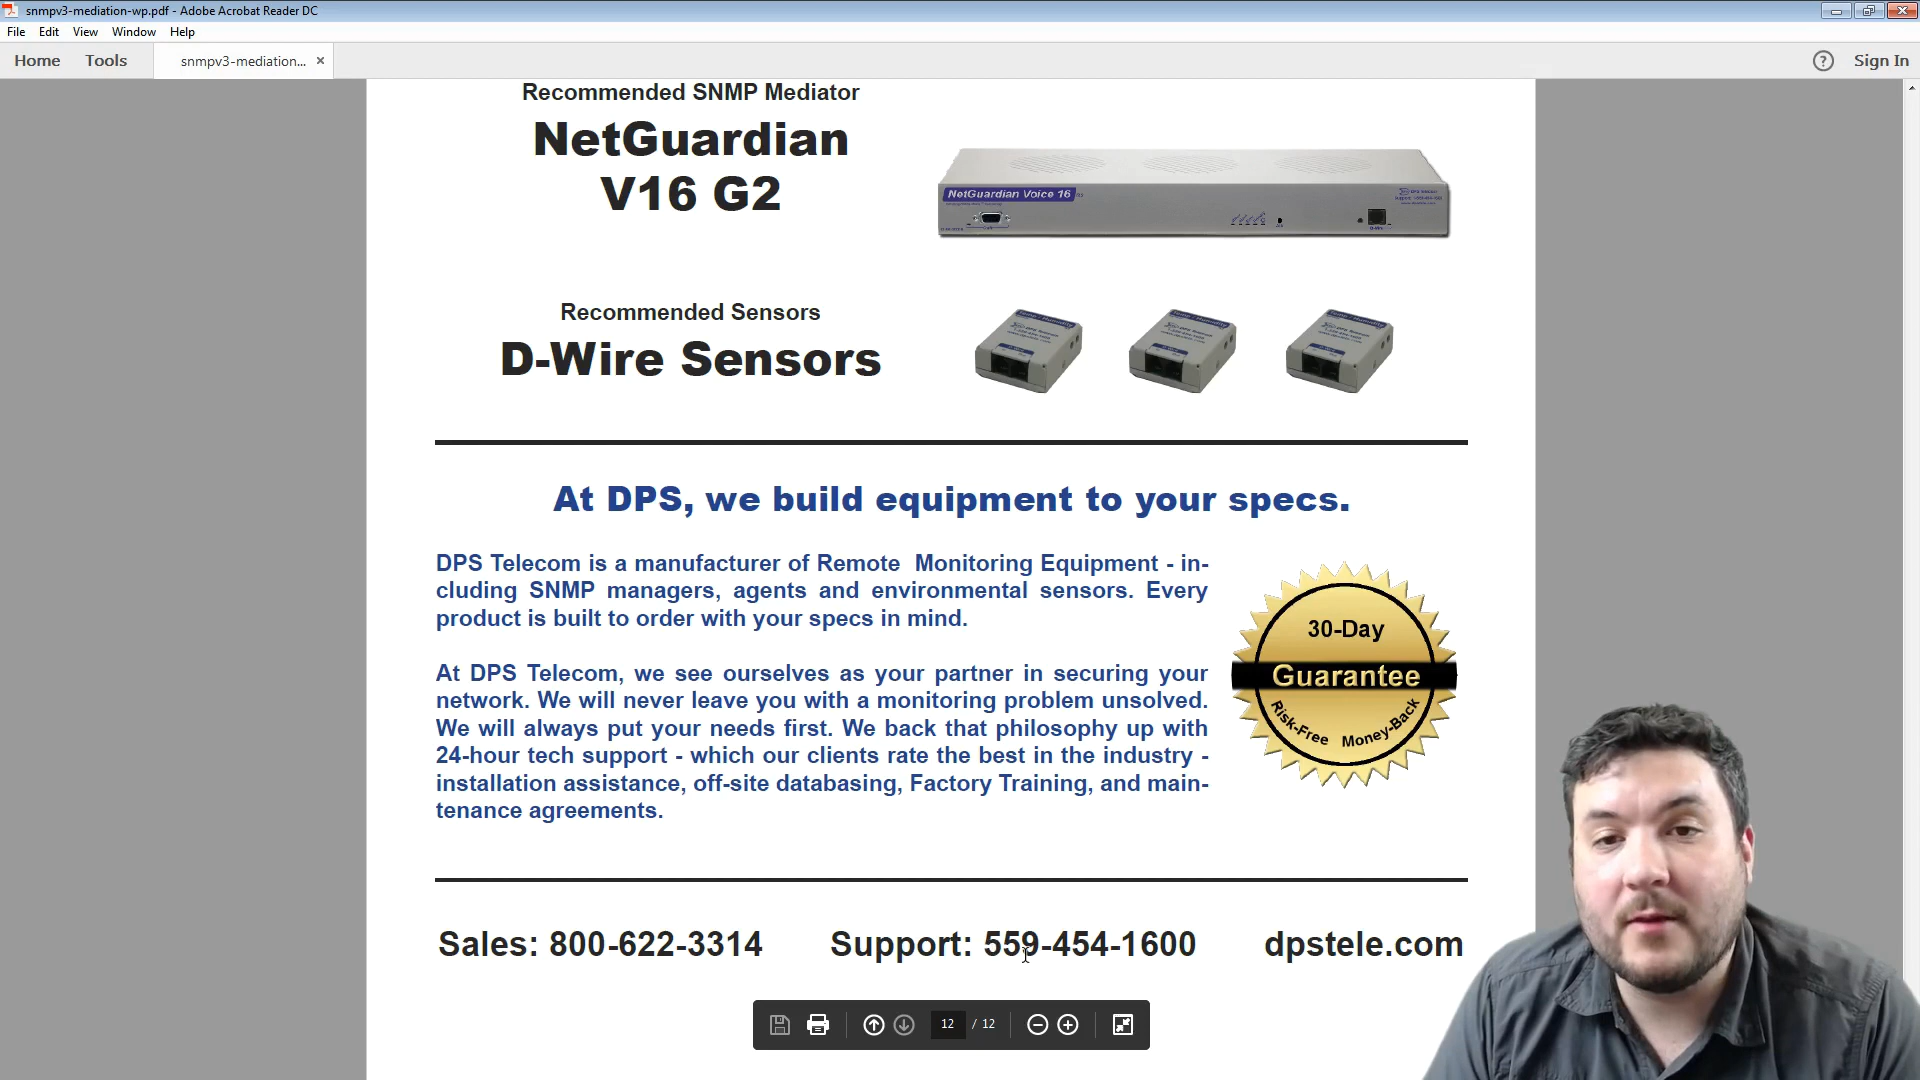 snmpv3-mediation-wp.pdf - Adobe Acrobat Reader DC
File Edit View Window Help
Home Tools snmpv3-mediation... × ? Sign In
Recommended SNMP Mediator
NetGuardian
V16 G2
NetGuardian Voice 16
Recommended Sensors
D-Wire Sensors
At DPS, we build equipment to your specs.
DPS Telecom is a manufacturer of Remote Monitoring Equipment - in-
cluding SNMP managers, agents and environmental sensors. Every
product is built to order with your specs in mind.
At DPS Telecom, we see ourselves as your partner in securing your
network. We will never leave you with a monitoring problem unsolved.
We will always put your needs first. We back that philosophy up with
24-hour tech support - which our clients rate the best in the industry -
installation assistance, off-site databasing, Factory Training, and main-
tenance agreements.
30-Day
Guarantee
Risk-Free Money-Back
Sales: 800-622-3314 Support: 559-454-1600 dpstele.com
12 / 12